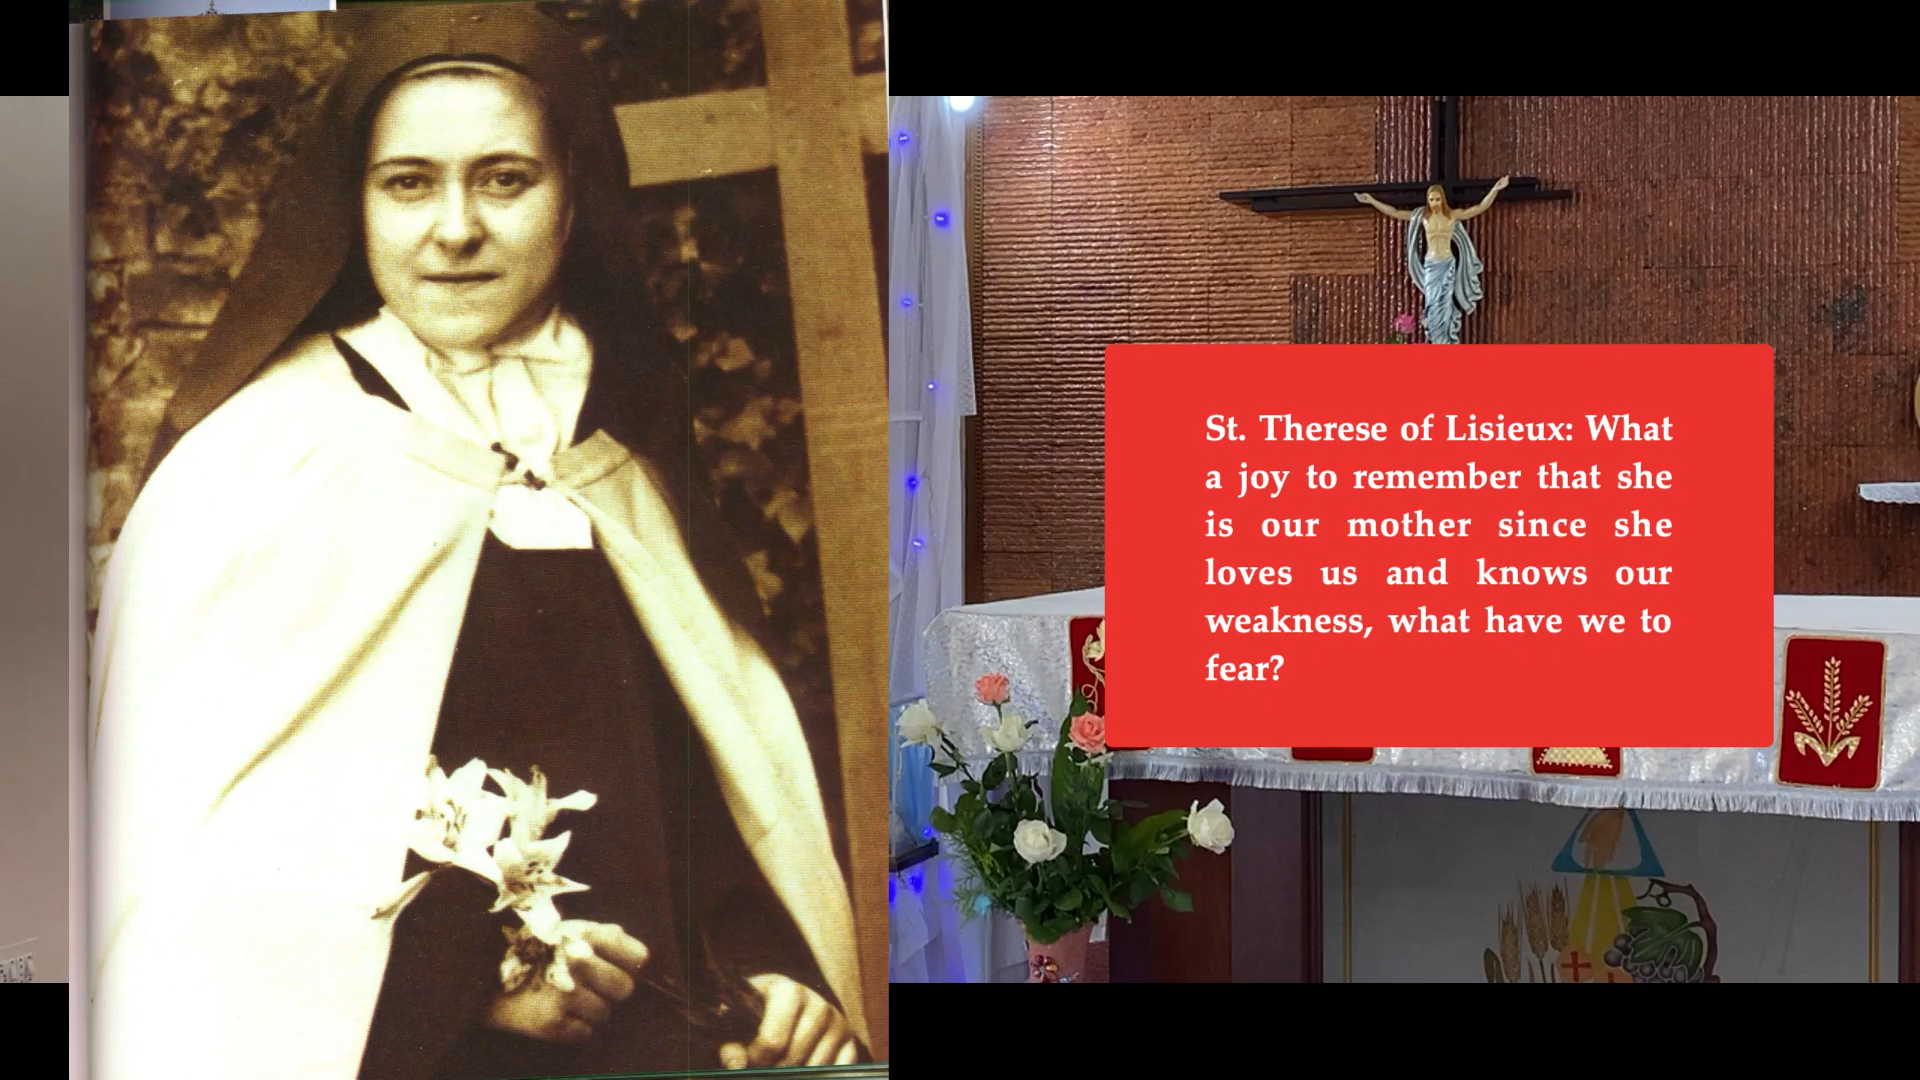 St. Therese of Lisieux: What
a joy to remember that she
is our mother since she
loves us and knows our
weakness, what have we to
fear?